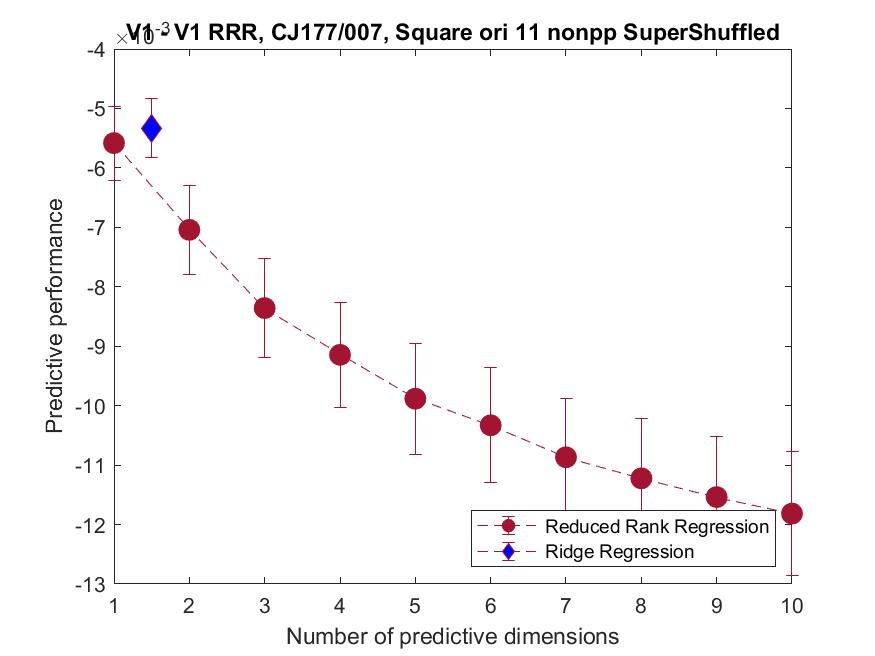 V1 - V1 RRR, CJ177/007, Square ori 11 nonpp SuperShuffled
×10-3
-4
-5
-6
-7
-8
-9
-10
-11
-12
-13
Predictive performance
1 2 3 4 5 6 7 8 9 10
Number of predictive dimensions
Reduced Rank Regression
Ridge Regression